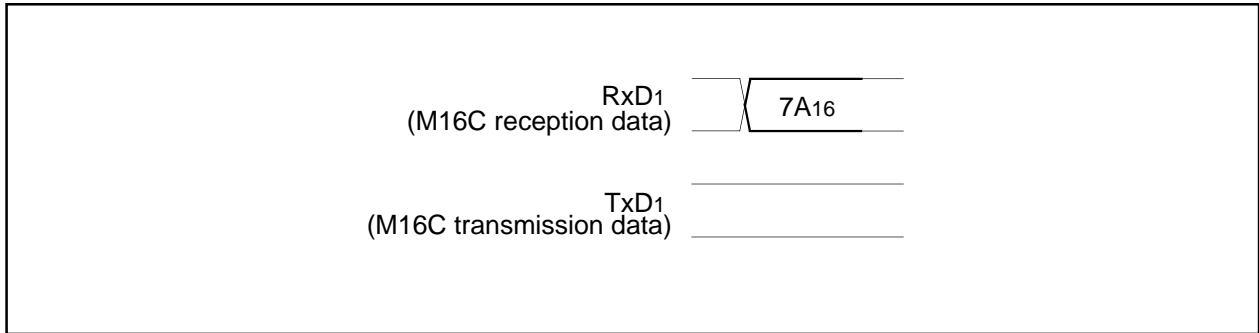 RxD1
(M16C reception data)
7A16
TxD1
(M16C transmission data)